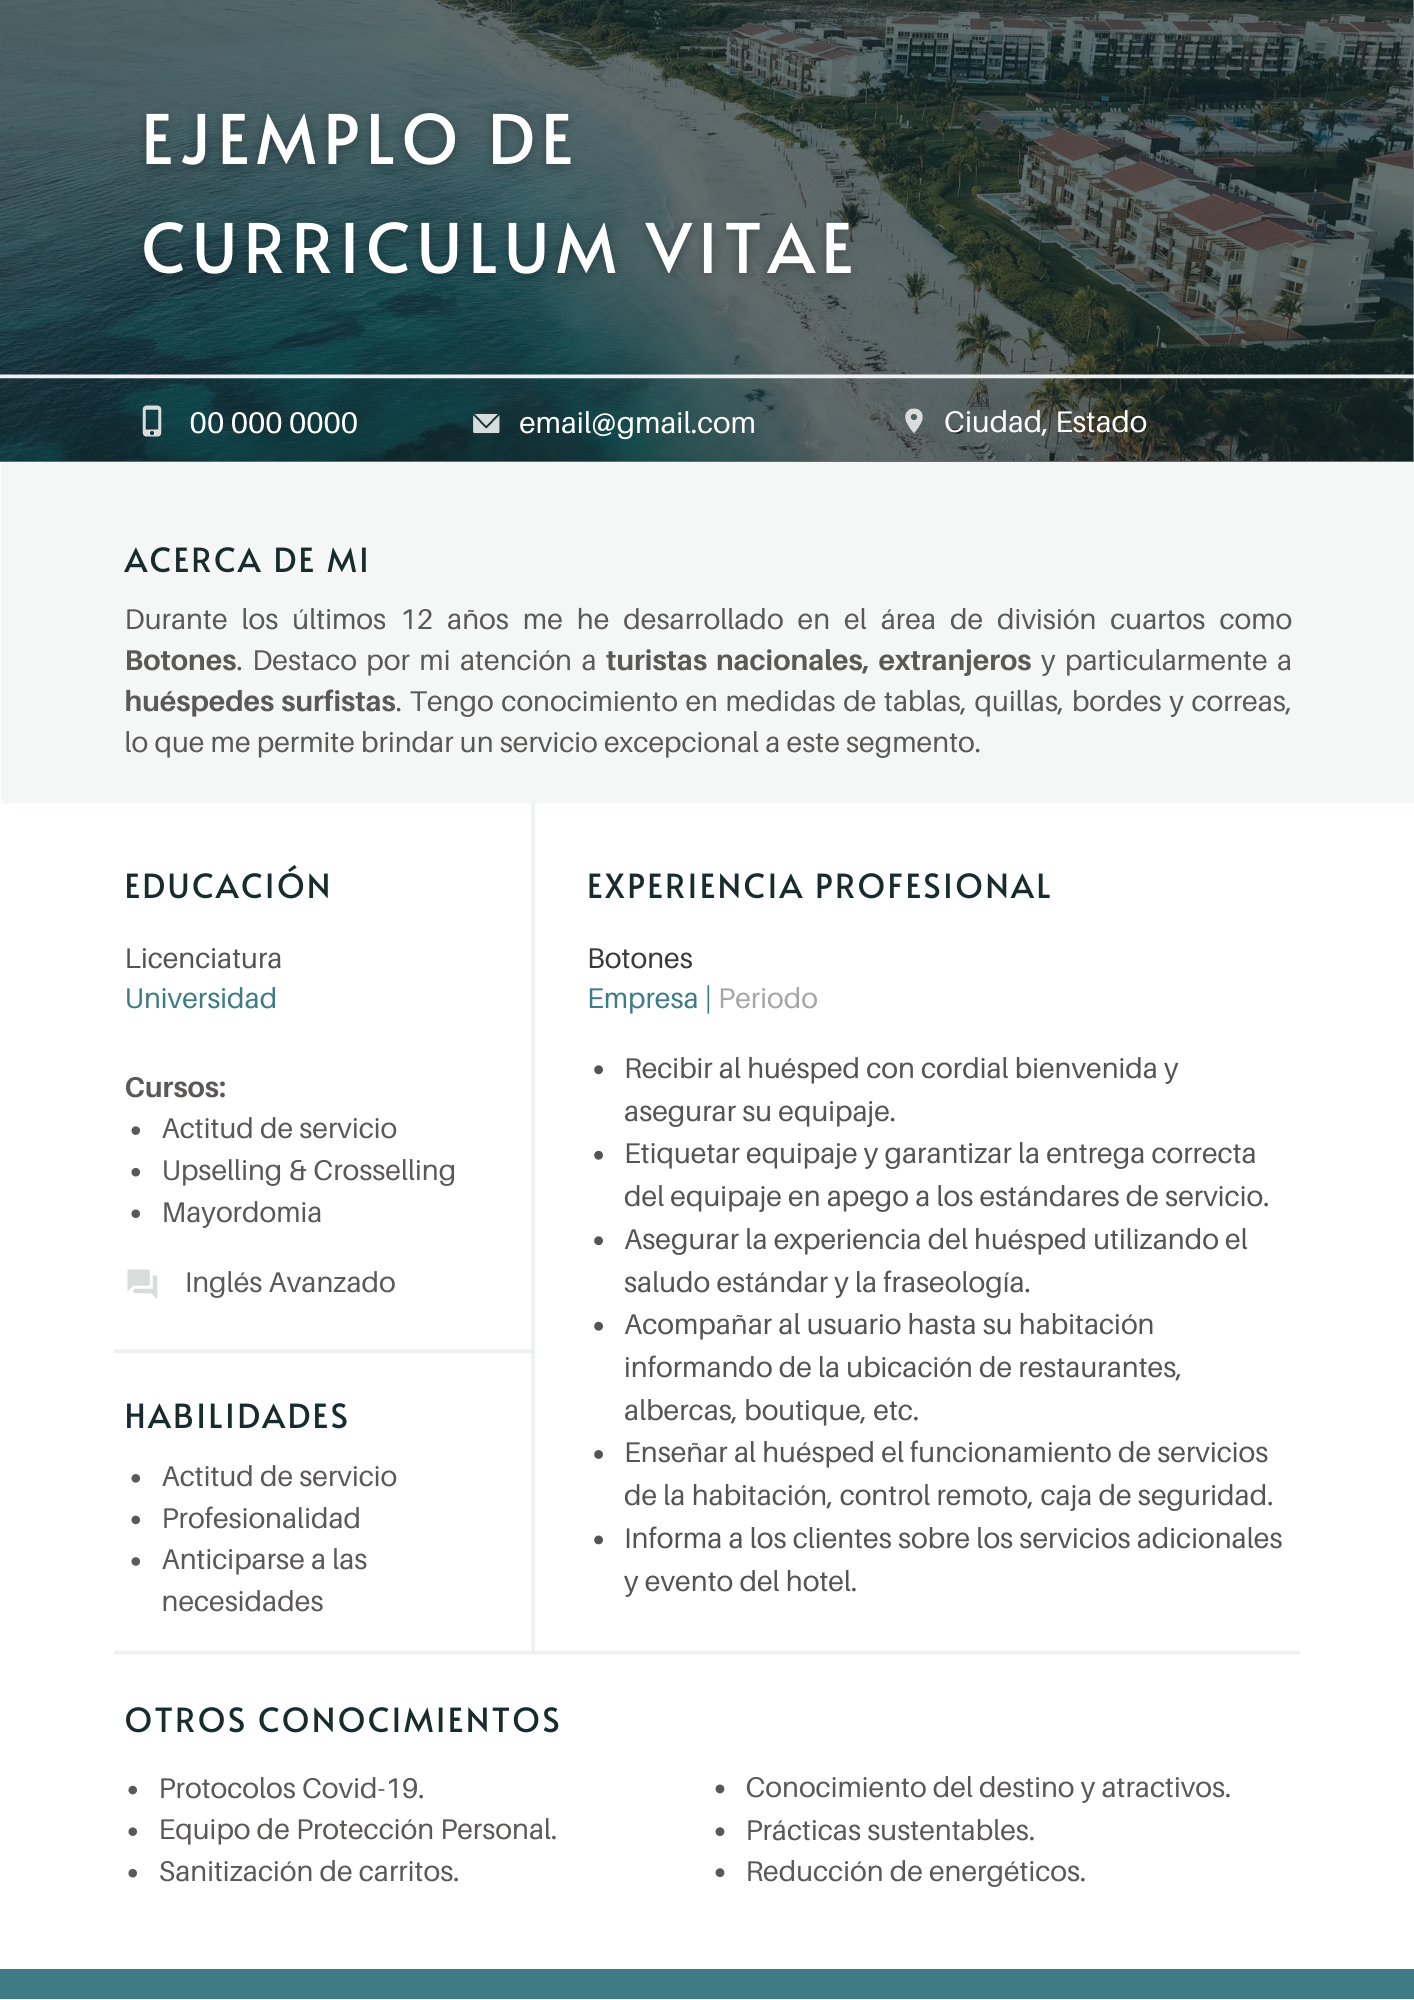 EJEMPLO DE
CURRICULUM VITAE
00 000 0000
email@gmail.com
Ciudad, Estado
ACERCA DE MI
Durante los últimos 12 años me he desarrollado en el área de división cuartos como
Botones. Destaco por mi atención a turistas nacionales, extranjeros y particularmente a
huéspedes surfistas. Tengo conocimiento en medidas de tablas, quillas, bordes y correas,
lo que me permite brindar un servicio excepcional a este segmento.
EDUCACIÓN
Licenciatura
Universidad
Cursos:
• Actitud de servicio
• Upselling & Crosselling
• Mayordomia
Inglés Avanzado
HABILIDADES
• Actitud de servicio
• Profesionalidad
• Anticiparse a las
necesidades
EXPERIENCIA PROFESIONAL
Botones
Empresa | Periodo
• Recibir al huésped con cordial bienvenida y
asegurar su equipaje.
• Etiquetar equipaje y garantizar la entrega correcta
del equipaje en apego a los estándares de servicio.
• Asegurar la experiencia del huésped utilizando el
saludo estándar y la fraseología.
• Acompañar al usuario hasta su habitación
informando de la ubicación de restaurantes,
albercas, boutique, etc.
• Enseñar al huésped el funcionamiento de servicios
de la habitación, control remoto, caja de seguridad.
• Informa a los clientes sobre los servicios adicionales
y evento del hotel.
OTROS CONOCIMIENTOS
• Protocolos Covid-19.
• Equipo de Protección Personal.
• Sanitización de carritos.
• Conocimiento del destino y atractivos.
• Prácticas sustentables.
• Reducción de energéticos.